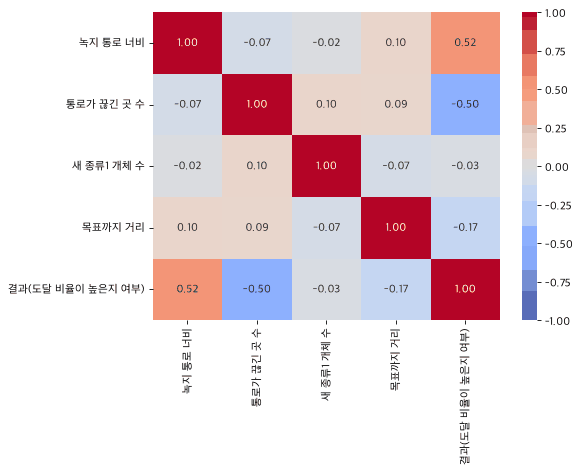 녹지 통로 너비 1.00 -0.07 -0.02 0.10 0.52
통로가 끊긴 곳 수 -0.07 1.00 0.10 0.09 -0.50
새 종류1 개체 수 -0.02 0.10 1.00 -0.07 -0.03
목표까지 거리 0.10 0.09 -0.07 1.00 -0.17
결과(도달 비율이 높은지 여부) 0.52 -0.50 -0.03 -0.17 1.00
녹지 통로 너비
통로가 끊긴 곳 수
새 종류1 개체 수
목표까지 거리
결과(도달 비율이 높은지 여부)
1.00
0.75
0.50
0.25
0.00
-0.25
-0.50
-0.75
-1.00